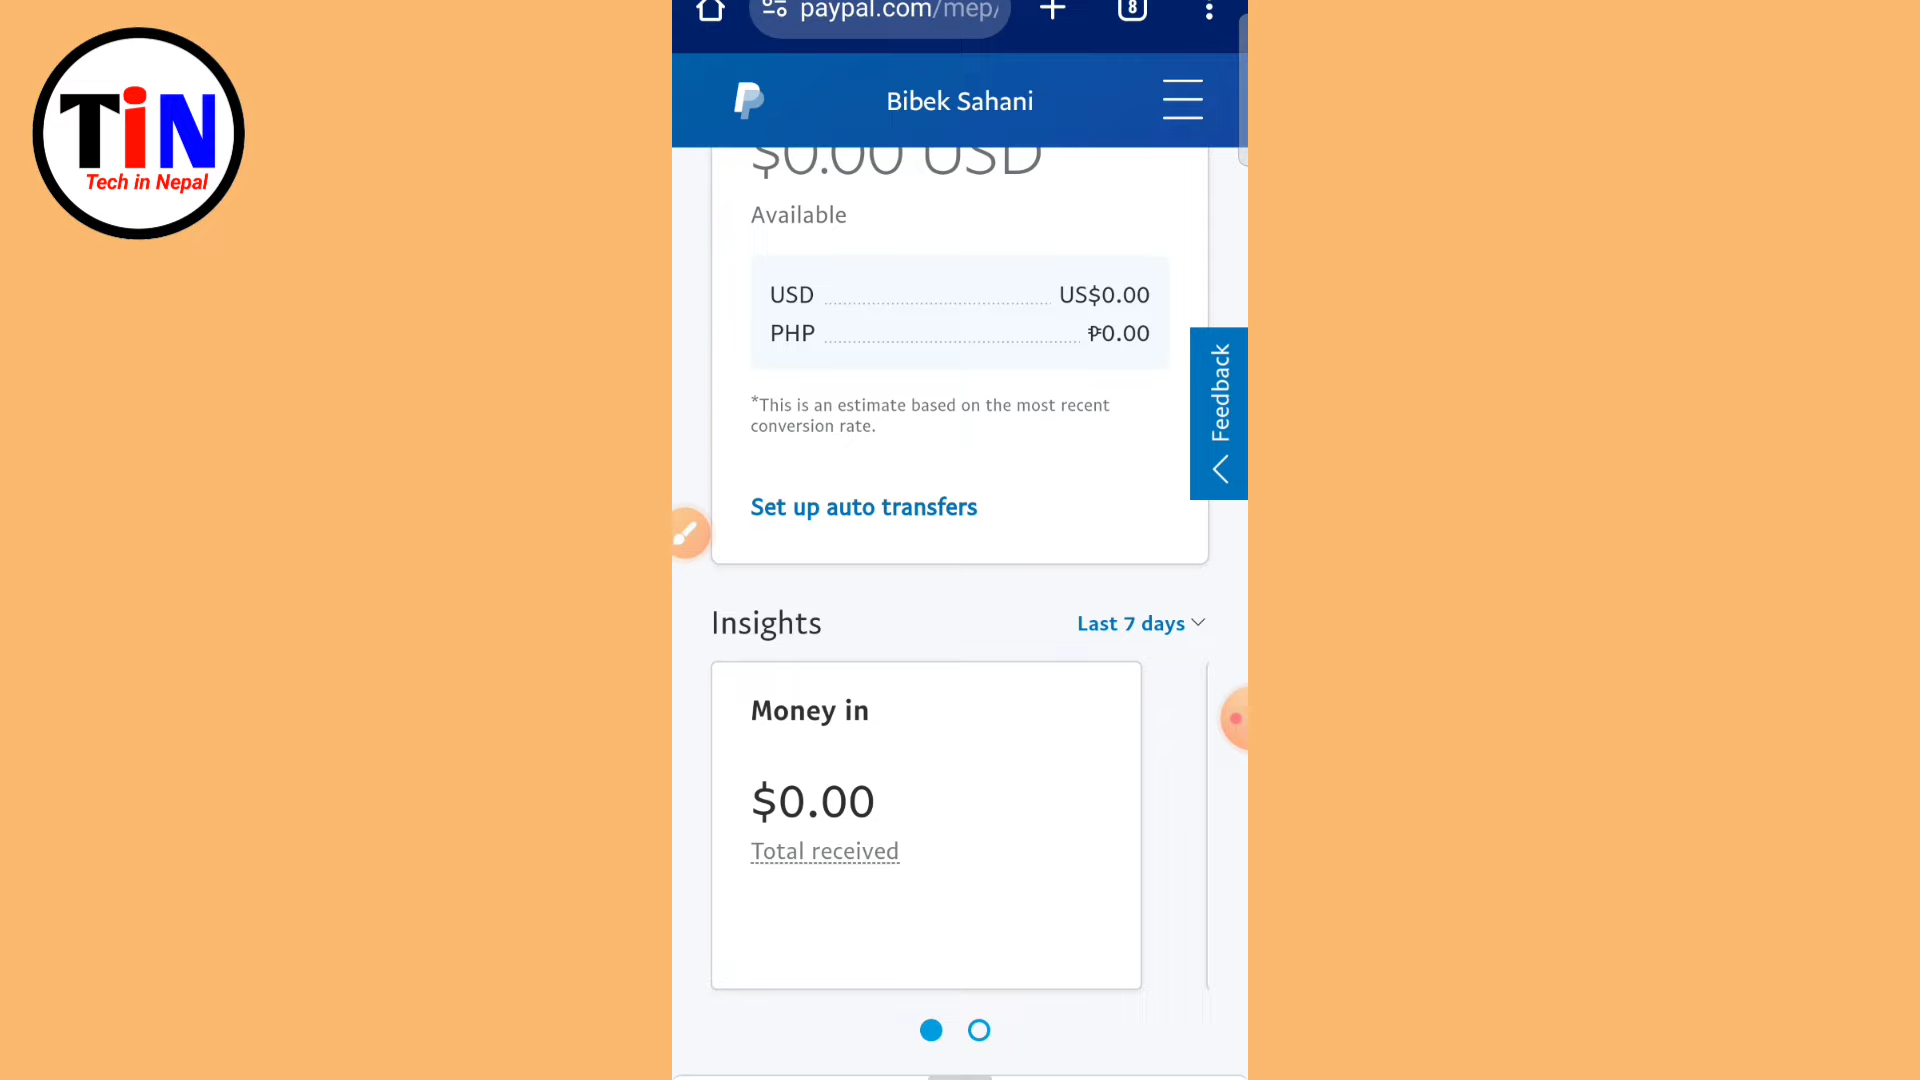 TiN
Tech in Nepal
8
paypal.com/mep/
Bibek Sahani
$0.00 USD
Available
USD US$0.00
PHP ₱0.00
*This is an estimate based on the most recent
conversion rate.
Feedback
Set up auto transfers
Insights
Last 7 days
Money in
$0.00
Total received